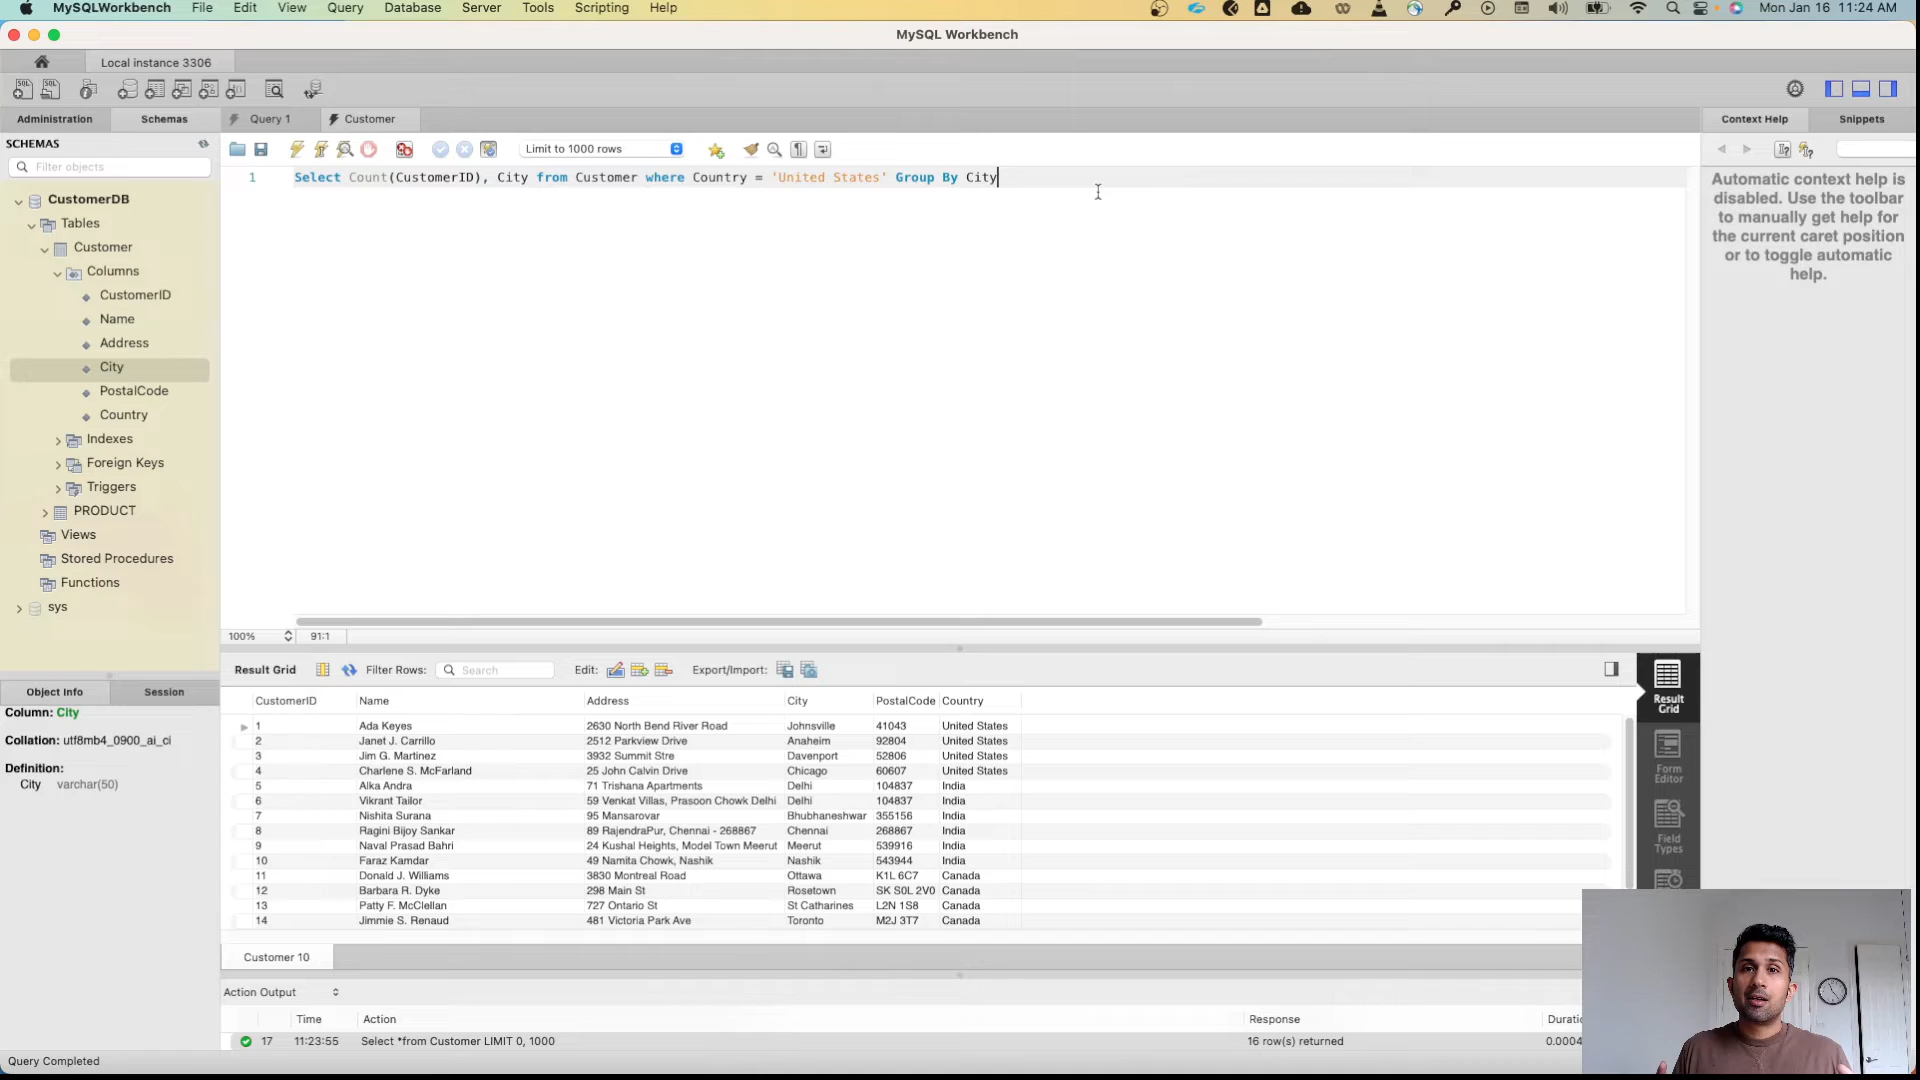 MySQLWorkbench File Edit View Query Database Server Tools Scripting Help Mon Jan 16 11:24 AM
MySQL Workbench
Local instance 3306
Administration Schemas Query 1 Customer Context Help Snippets
SCHEMAS
Limit to 1000 rows
Filter objects
1 Select Count(CustomerID), City from Customer where Country = 'United States' Group By City
Automatic context help is
disabled. Use the toolbar
to manually get help for
the current caret position
or to toggle automatic
help.
CustomerDB
Tables
Customer
Columns
CustomerID
Name
Address
City
PostalCode
Country
Indexes
Foreign Keys
Triggers
PRODUCT
Views
Stored Procedures
Functions
sys
100% 91:1
Result Grid Filter Rows: Search Edit: Export/Import:
Object Info Session
Column: City
Collation: utf8mb4_0900_ai_ci
Definition:
City varchar(50)
CustomerID Name Address City PostalCode Country
1 Ada Keyes 2630 North Bend River Road Johnsville 41043 United States
2 Janet J. Carrillo 2512 Parkview Drive Anaheim 92804 United States
3 Jim G. Martinez 3932 Summit Stre Davenport 52806 United States
4 Charlene S. McFarland 25 John Calvin Drive Chicago 60607 United States
5 Alka Andra 71 Trishana Apartments Delhi 104837 India
6 Vikrant Tailor 59 Venkat Villas, Prasoon Chowk Delhi Delhi 104837 India
7 Nishita Surana 95 Mansarovar Bhubhaneshwar 355156 India
8 Ragini Bijoy Sankar 89 RajendraPur, Chennai - 268867 Chennai 268867 India
9 Naval Prasad Bahri 24 Kushal Heights, Model Town Meerut Meerut 539916 India
10 Faraz Kamdar 49 Namita Chowk, Nashik Nashik 543944 India
11 Donald J. Williams 3830 Montreal Road Ottawa K1L 6C7 Canada
12 Barbara R. Dyke 298 Main St Rosetown SK S0L 2V0 Canada
13 Patty F. McClellan 727 Ontario St St Catharines L2N 1S8 Canada
14 Jimmie S. Renaud 481 Victoria Park Ave Toronto M2J 3T7 Canada
Result
Grid
Form
Editor
Field
Types
Customer 10
Action Output
Time Action Response Durati
17 11:23:55 Select *from Customer LIMIT 0, 1000 16 row(s) returned 0.0004
Query Completed